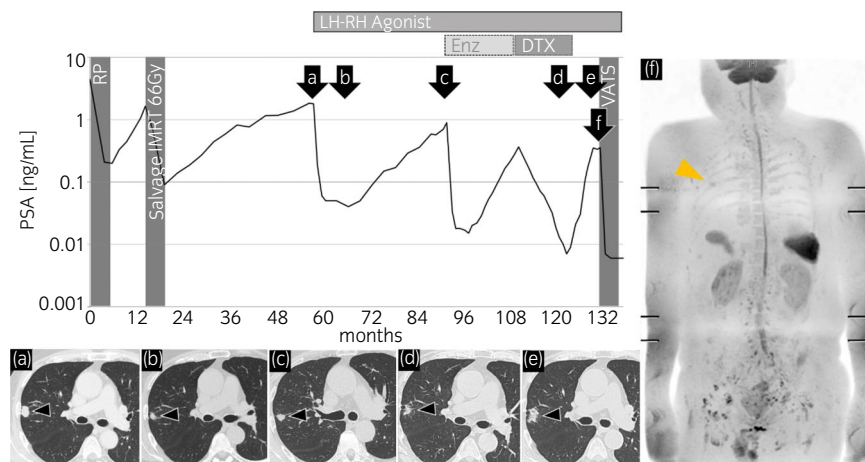 LH-RH Agonist
Enz DTX
10
1
0.1
0.01
0.001
PSA [ng/mL]
RP
Salvage IMRT 66Gy
VATS
a b c d e
f
0 12 24 36 48 60 72 84 96 108 120 132
months
(a) (b) (c) (d) (e)
(f)